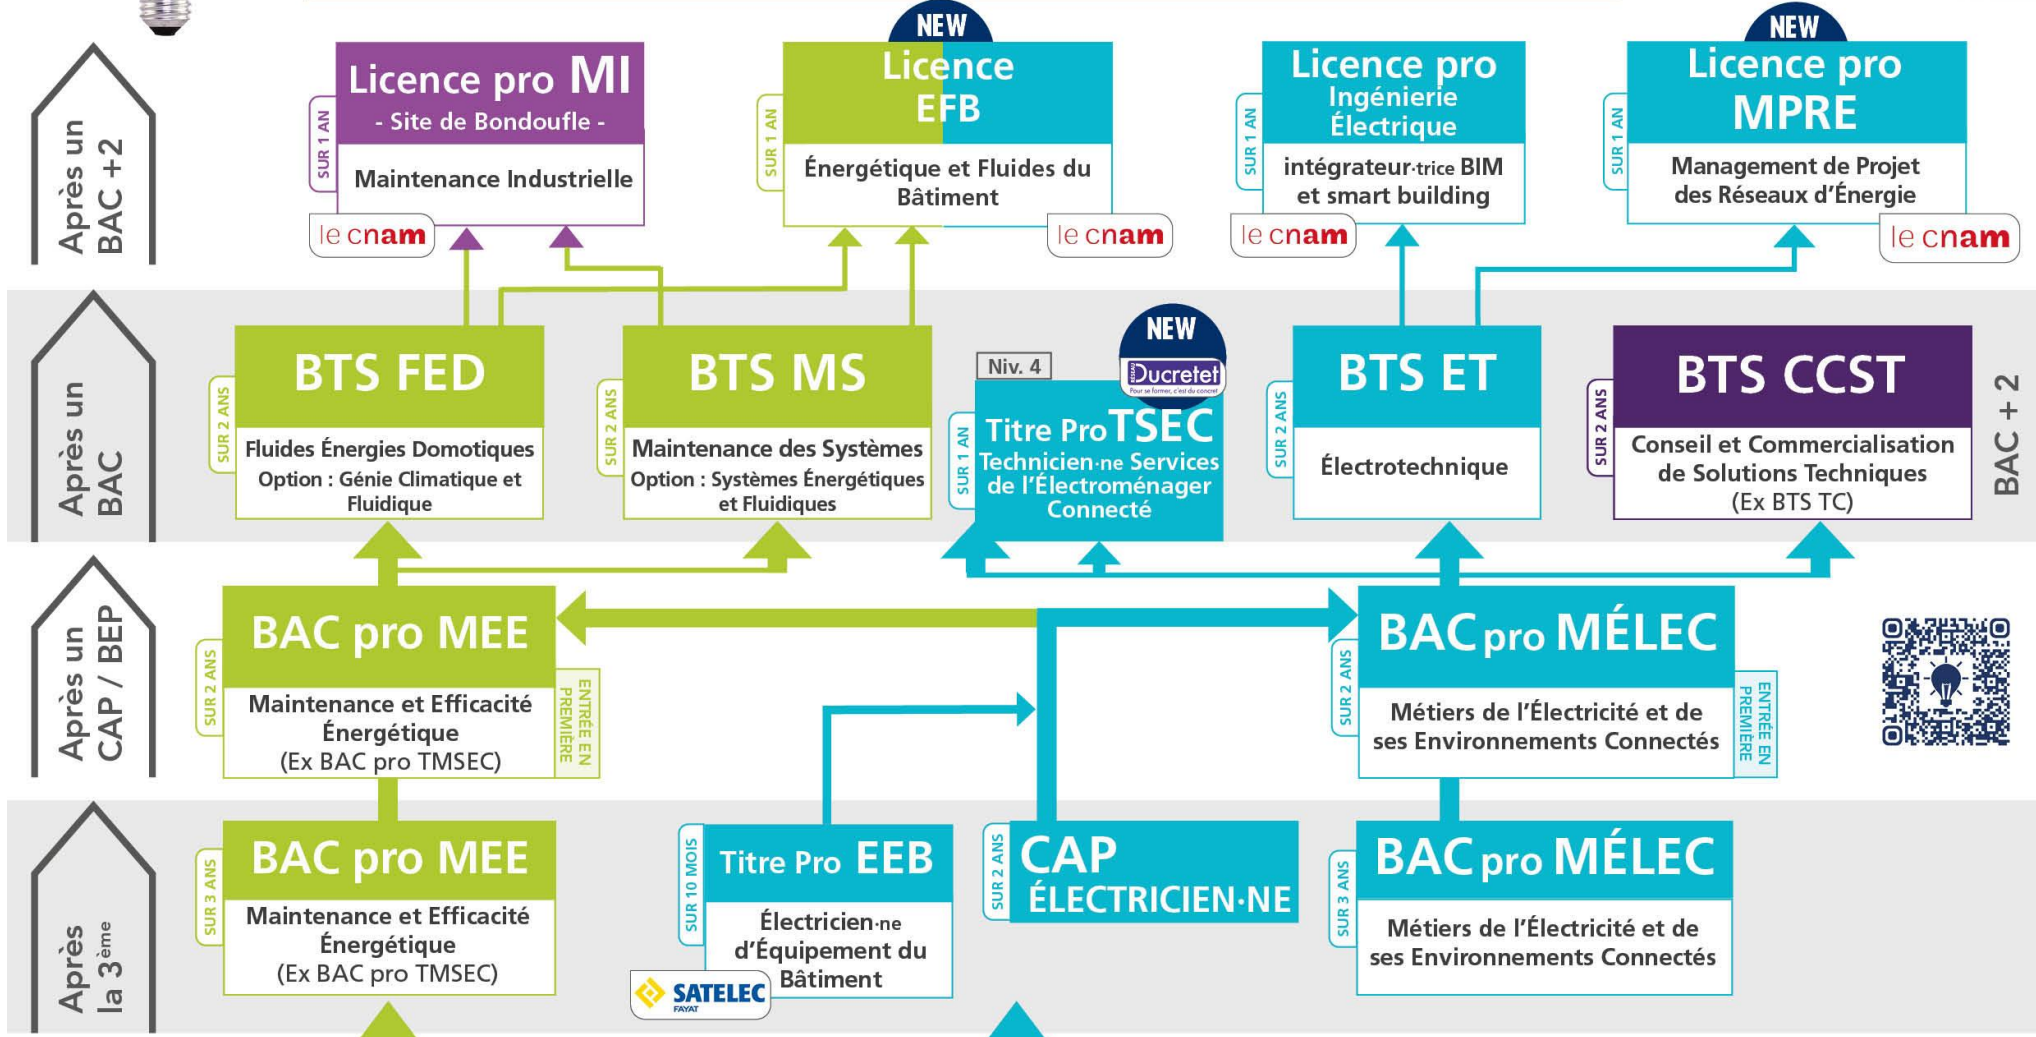 NEW
NEW
Après un
BAC +2
SUR 1 AN
Licence pro MI
- Site de Bondoufle -
Maintenance Industrielle
le cnam
SUR 1 AN
Licence
EFB
Énergétique et Fluides du
Bâtiment
le cnam
SUR 1 AN
Licence pro
Ingénierie
Électrique
intégrateur·trice BIM
et smart building
le cnam
SUR 1 AN
Licence pro
MPRE
Management de Projet
des Réseaux d'Énergie
le cnam
Après un
BAC
SUR 2 ANS
BTS FED
Fluides Énergies Domotiques
Option : Génie Climatique et
Fluidique
SUR 2 ANS
BTS MS
Maintenance des Systèmes
Option : Systèmes Énergétiques
et Fluidiques
Niv. 4
NEW
RÉSEAU
Ducretet
Pour se former, c'est du concret
SUR 1 AN
Titre Pro TSEC
Technicien·ne Services
de l'Électroménager
Connecté
SUR 2 ANS
BTS ET
Électrotechnique
SUR 2 ANS
BTS CCST
Conseil et Commercialisation
de Solutions Techniques
(Ex BTS TC)
BAC + 2
Après un
CAP / BEP
SUR 2 ANS
BAC pro MEE
Maintenance et Efficacité
Énergétique
(Ex BAC pro TMSEC)
ENTRÉE EN
PREMIÈRE
SUR 2 ANS
BAC pro MÉLEC
Métiers de l'Électricité et de
ses Environnements Connectés
ENTRÉE EN
PREMIÈRE
Après
la 3ème
SUR 3 ANS
BAC pro MEE
Maintenance et Efficacité
Énergétique
(Ex BAC pro TMSEC)
SUR 10 MOIS
Titre Pro EEB
Électricien·ne
d'Équipement du
Bâtiment
SATELEC
FAYAT
SUR 2 ANS
CAP
ÉLECTRICIEN·NE
SUR 3 ANS
BAC pro MÉLEC
Métiers de l'Électricité et de
ses Environnements Connectés